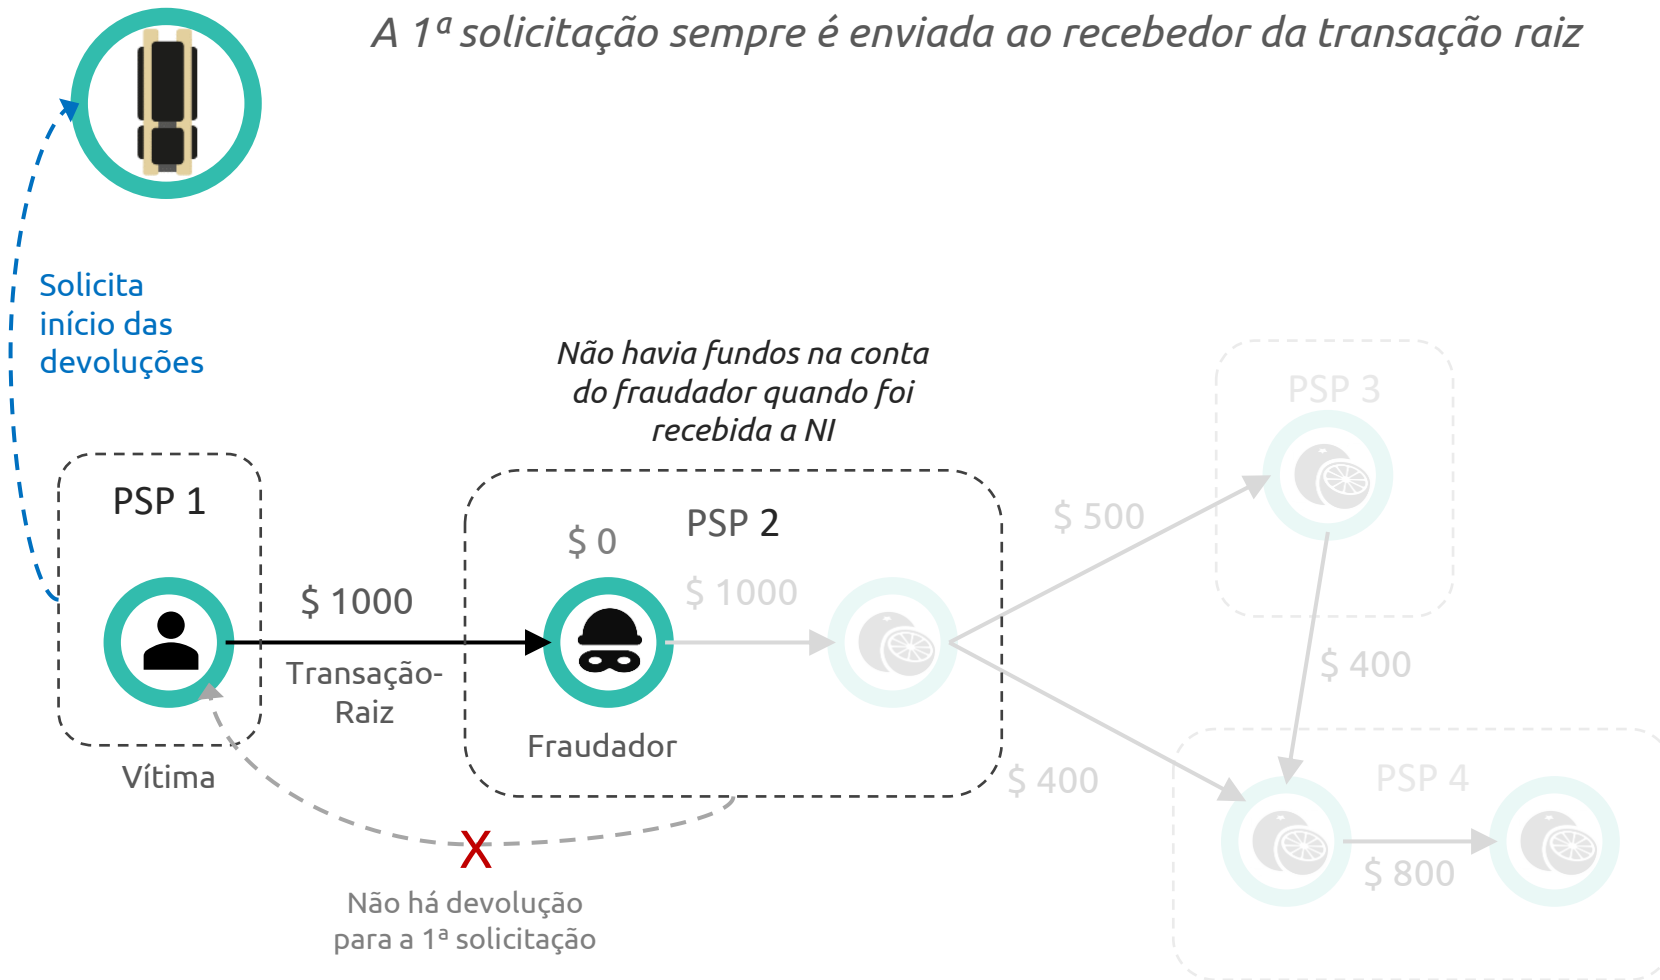 A 1ª solicitação sempre é enviada ao recebedor da transação raiz
Solicita
início das
devoluções
Não havia fundos na conta
do fraudador quando foi
recebida a NI
PSP 1
Vítima
$ 1000
Transação-
Raiz
PSP 2
$ 0
Fraudador
$ 1000
$ 500
PSP 3
$ 400
$ 400
PSP 4
$ 800
X
Não há devolução
para a 1ª solicitação